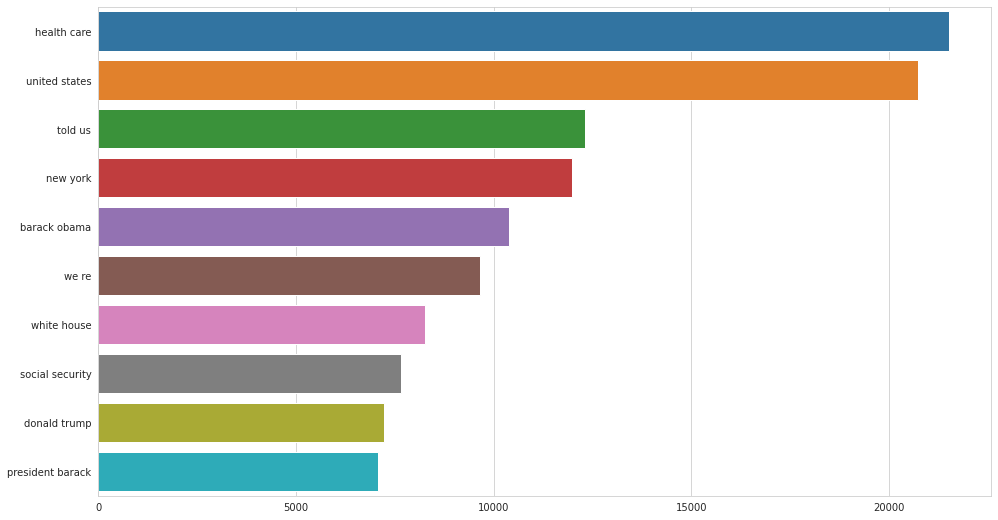 health care
united states
told us
new york
barack obama
we re
white house
social security
donald trump
president barack
0 5000 10000 15000 20000